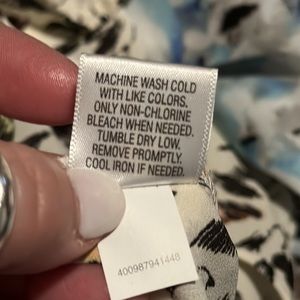 MACHINE WASH COLD
WITH LIKE COLORS.
ONLY NON-CHLORINE
BLEACH WHEN NEEDED.
TUMBLE DRY LOW.
REMOVE PROMPTLY.
COOL IRON IF NEEDED.
400987941448